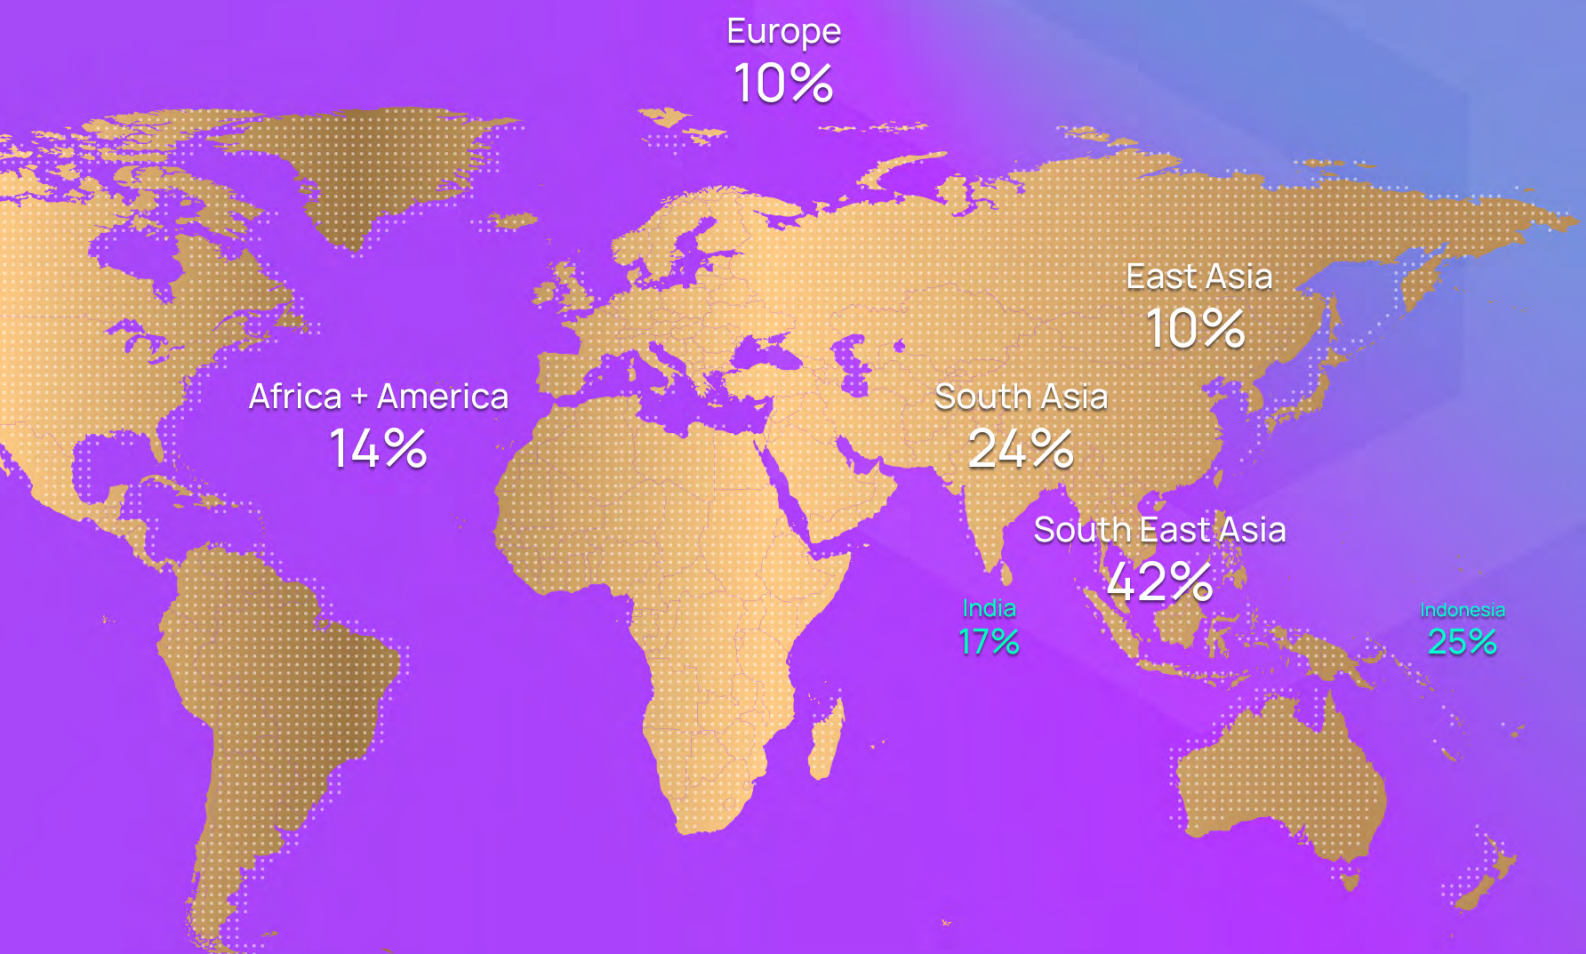 Europe
10%
East Asia
10%
Africa + America
14%
South Asia
24%
South East Asia
42%
India
17%
Indonesia
25%